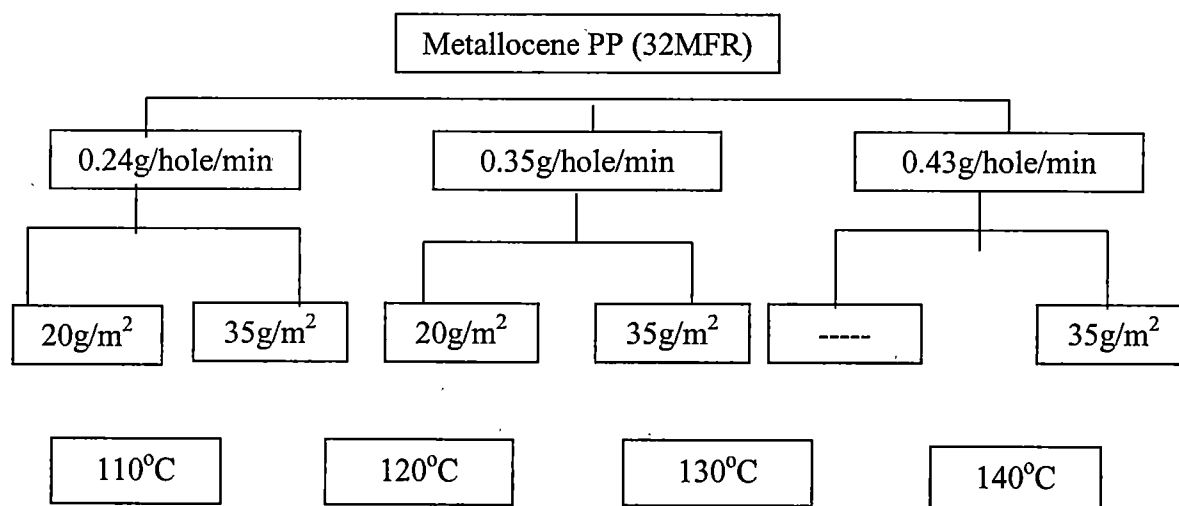 Metallocene PP (32MFR)
0.24g/hole/min
0.35g/hole/min
0.43g/hole/min
20g/m²
35g/m²
20g/m²
35g/m²
-----
35g/m²
110°C
120°C
130°C
140°C